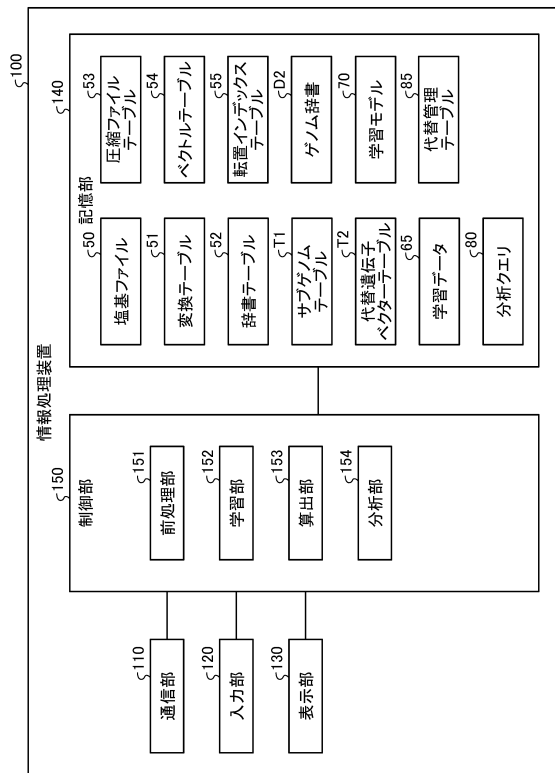 情報処理装置
100
110
通信部
120
入力部
130
表示部
150
制御部
151
前処理部
152
学習部
153
算出部
154
分析部
140
記憶部
50
塩基ファイル
51
変換テーブル
52
辞書テーブル
T1
サブゲノム
テーブル
T2
代替遺伝子
ベクターテーブル
65
学習データ
80
分析クエリ
53
圧縮ファイル
テーブル
54
ベクトルテーブル
55
転置インデックス
テーブル
D2
ゲノム辞書
70
学習モデル
85
代替管理
テーブル